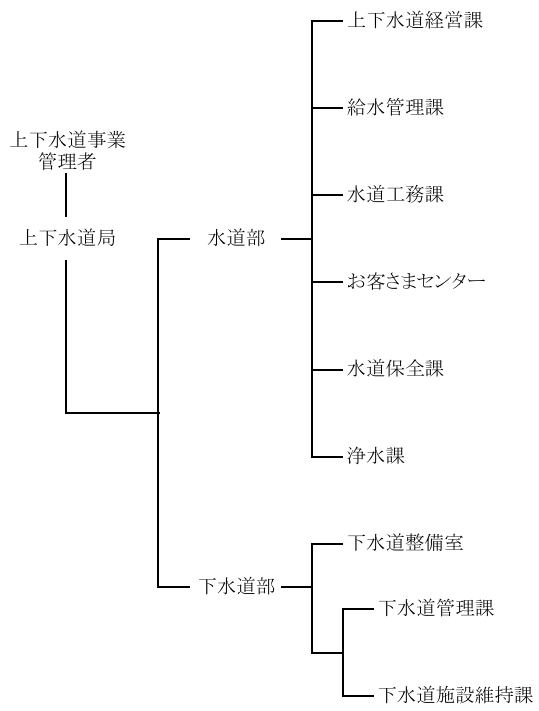 上下水道事業
管理者
上下水道局
水道部
上下水道経営課
給水管理課
水道工務課
お客さまセンター
水道保全課
浄水課
下水道部
下水道整備室
下水道管理課
下水道施設維持課